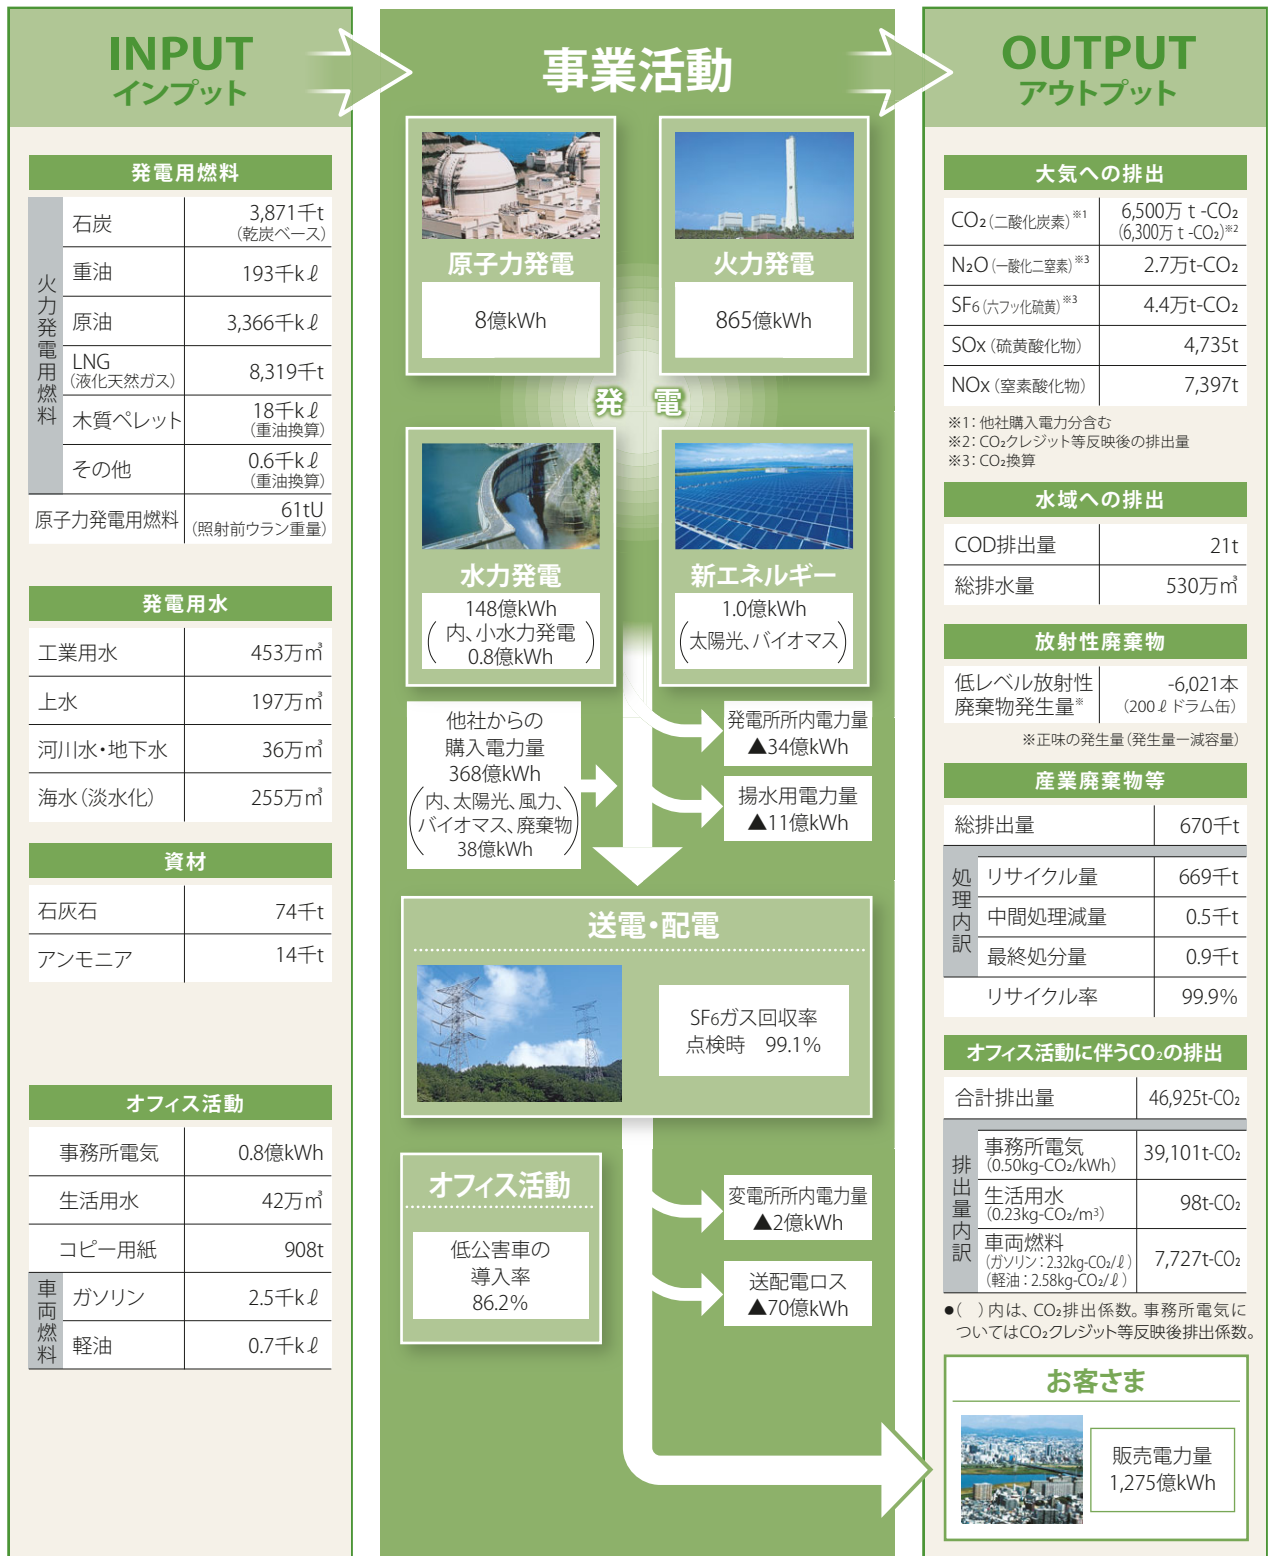 INPUT
インプット
発電用燃料
火力発電用燃料
石炭
3,871千t
(乾炭ベース)
重油
193千kℓ
原油
3,366千kℓ
LNG
(液化天然ガス)
8,319千t
木質ペレット
18千kℓ
(重油換算)
その他
0.6千kℓ
(重油換算)
原子力発電用燃料
61tU
(照射前ウラン重量)
発電用水
工業用水
453万㎥
上水
197万㎥
河川水・地下水
36万㎥
海水(淡水化)
255万㎥
資材
石灰石
74千t
アンモニア
14千t
オフィス活動
事務所電気
0.8億kWh
生活用水
42万㎥
コピー用紙
908t
車両燃料
ガソリン
2.5千kℓ
軽油
0.7千kℓ
事業活動
原子力発電
8億kWh
火力発電
865億kWh
発 電
水力発電
148億kWh
(内、小水力発電
0.8億kWh)
新エネルギー
1.0億kWh
(太陽光、バイオマス)
他社からの
購入電力量
368億kWh
(内、太陽光、風力、
バイオマス、廃棄物
38億kWh)
発電所所内電力量
▲34億kWh
揚水用電力量
▲11億kWh
送電・配電
SF₆ガス回収率
点検時 99.1%
オフィス活動
低公害車の
導入率
86.2%
変電所所内電力量
▲2億kWh
送配電ロス
▲70億kWh
OUTPUT
アウトプット
大気への排出
CO₂(二酸化炭素)※1
6,500万t-CO₂
(6,300万t-CO₂)※2
N₂O(一酸化二窒素)※3
2.7万t-CO₂
SF₆(六フッ化硫黄)※3
4.4万t-CO₂
SOx(硫黄酸化物)
4,735t
NOx(窒素酸化物)
7,397t
※1:他社購入電力分含む
※2:CO₂クレジット等反映後の排出量
※3:CO₂換算
水域への排出
COD排出量
21t
総排水量
530万㎥
放射性廃棄物
低レベル放射性
廃棄物発生量※
-6,021本
(200ℓドラム缶)
※正味の発生量(発生量ー減容量)
産業廃棄物等
総排出量
670千t
処理内訳
リサイクル量
669千t
中間処理減量
0.5千t
最終処分量
0.9千t
リサイクル率
99.9%
オフィス活動に伴うCO₂の排出
合計排出量
46,925t-CO₂
排出量内訳
事務所電気
(0.50kg-CO₂/kWh)
39,101t-CO₂
生活用水
(0.23kg-CO₂/m³)
98t-CO₂
車両燃料
(ガソリン:2.32kg-CO₂/ℓ)
(軽油:2.58kg-CO₂/ℓ)
7,727t-CO₂
●( )内は、CO₂排出係数。事務所電気に
ついてはCO₂クレジット等反映後排出係数。
お客さま
販売電力量
1,275億kWh